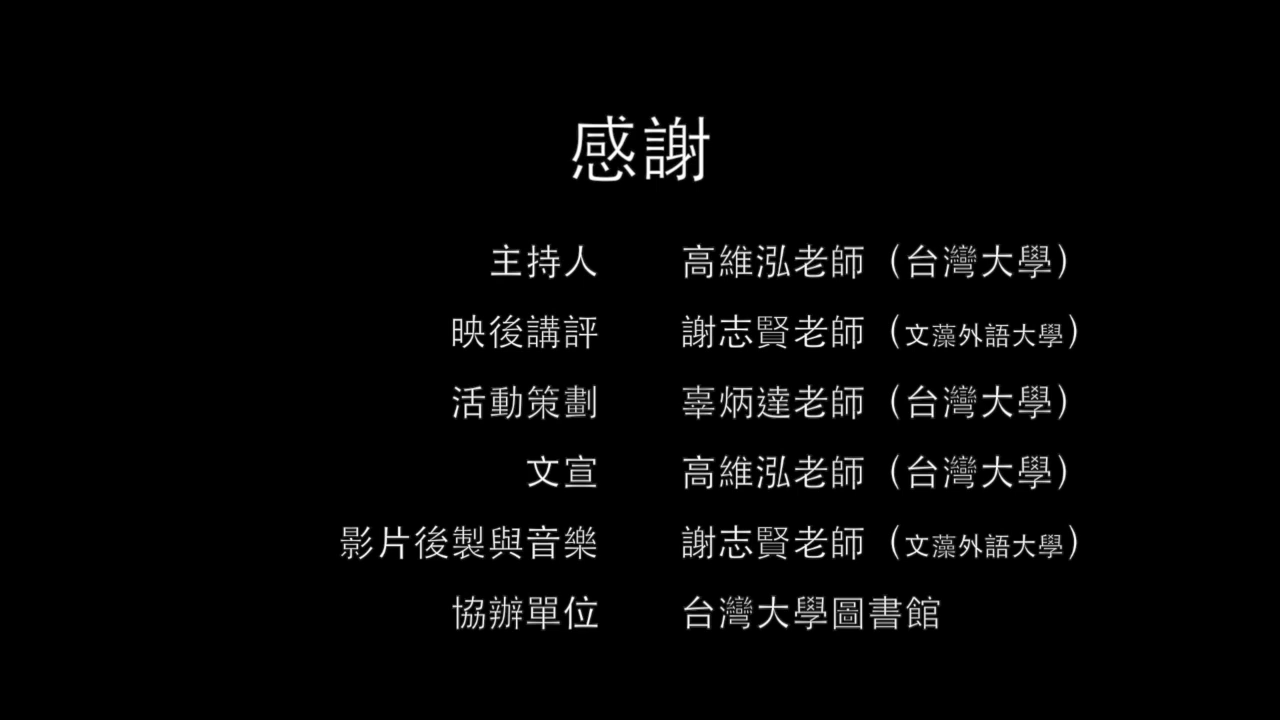 感謝
主持人 高維泓老師（台灣大學）
映後講評 謝志賢老師（文藻外語大學）
活動策劃 辜炳達老師（台灣大學）
文宣 高維泓老師（台灣大學）
影片後製與音樂 謝志賢老師（文藻外語大學）
協辦單位 台灣大學圖書館